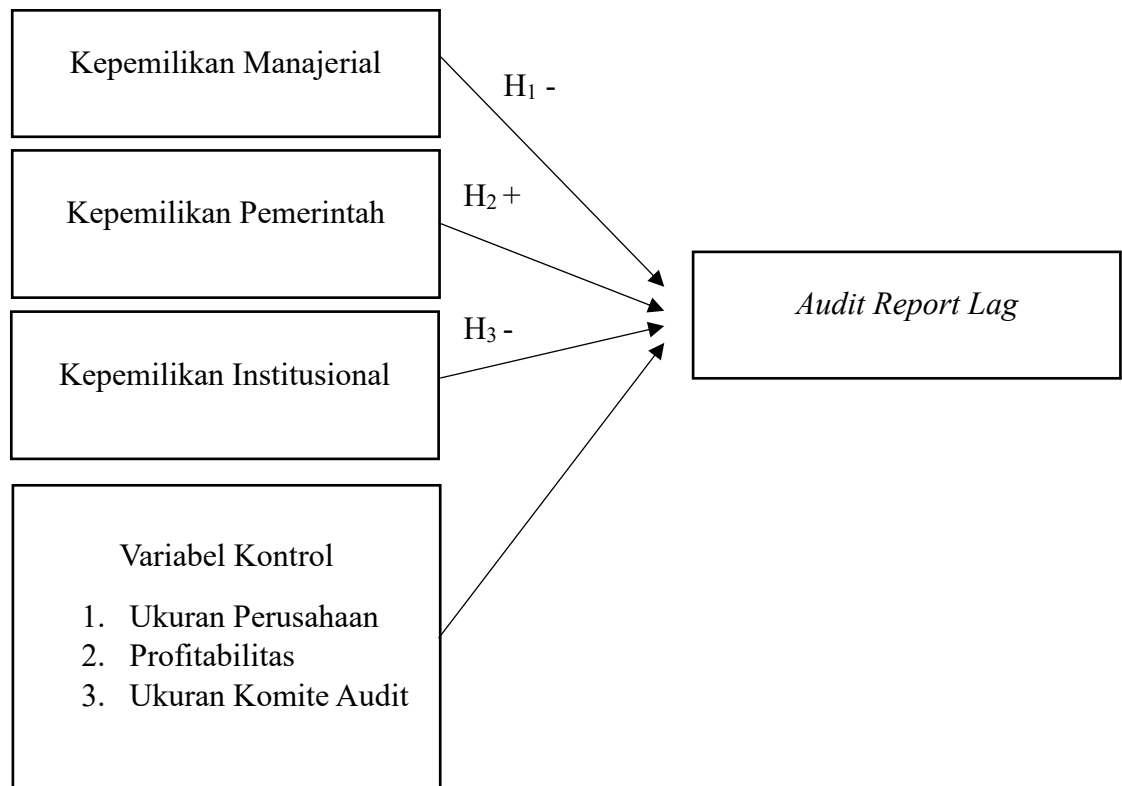 Kepemilikan Manajerial
H₁ -
Kepemilikan Pemerintah
H₂ +
Audit Report Lag
Kepemilikan Institusional
H₃ -
Variabel Kontrol
1. Ukuran Perusahaan
2. Profitabilitas
3. Ukuran Komite Audit